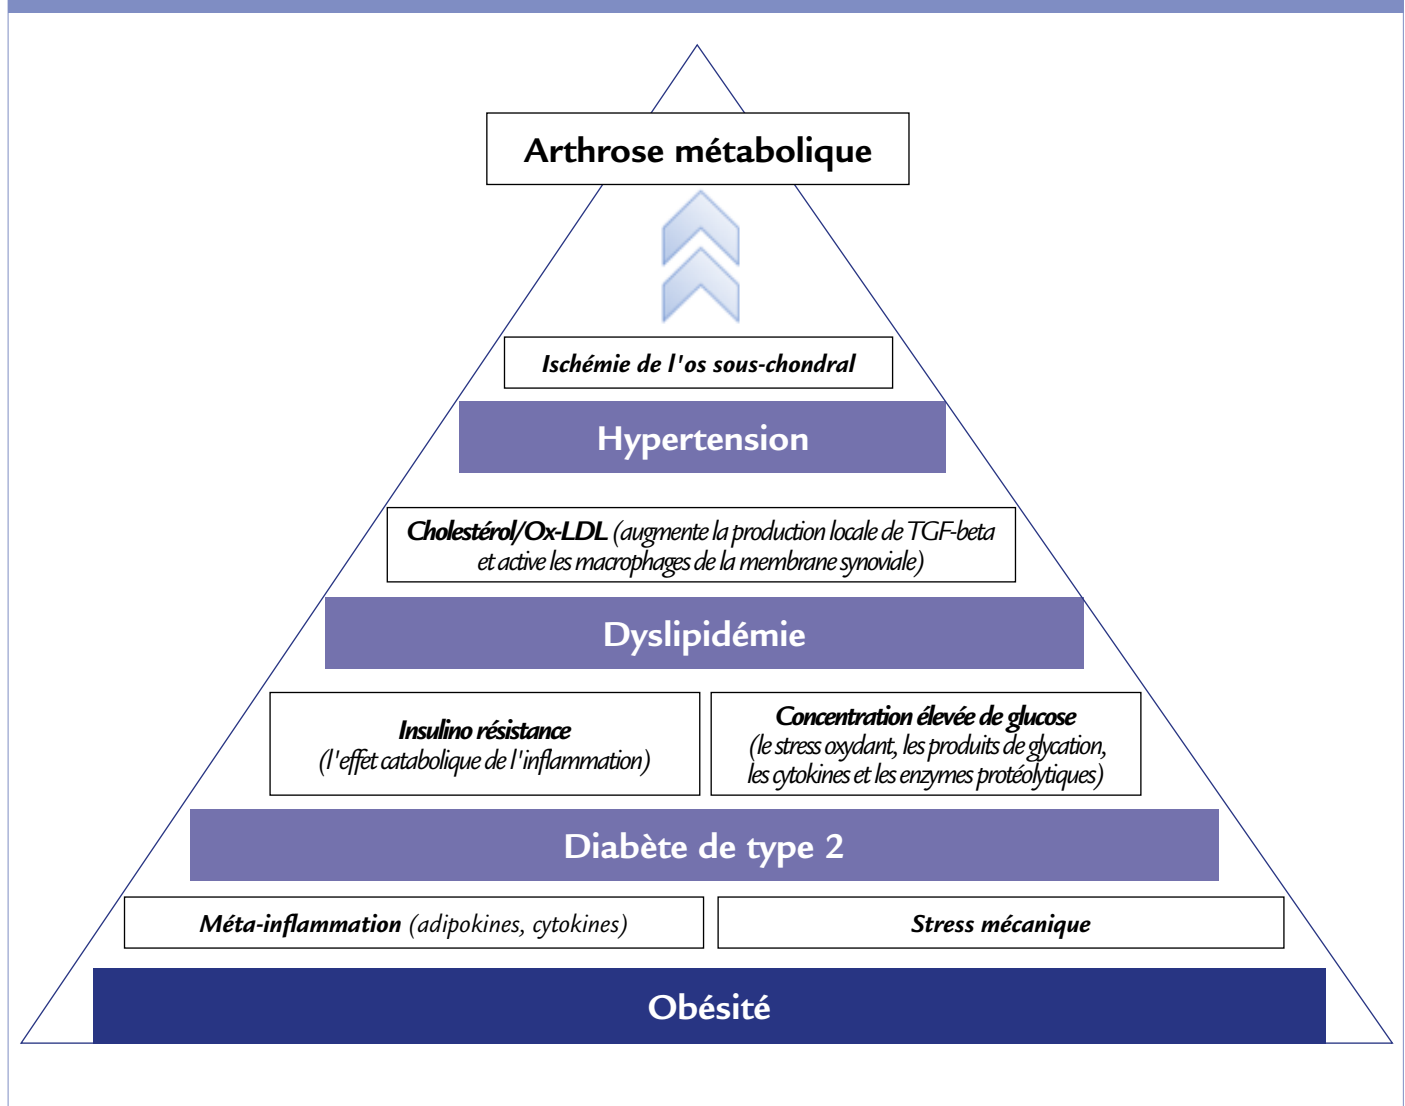 Arthrose métabolique
Ischémie de l'os sous-chondral
Hypertension
Cholestérol/Ox-LDL (augmente la production locale de TGF-beta
et active les macrophages de la membrane synoviale)
Dyslipidémie
Insulino résistance
(l'effet catabolique de l'inflammation)
Concentration élevée de glucose
(le stress oxydant, les produits de glycation,
les cytokines et les enzymes protéolytiques)
Diabète de type 2
Méta-inflammation (adipokines, cytokines)
Stress mécanique
Obésité